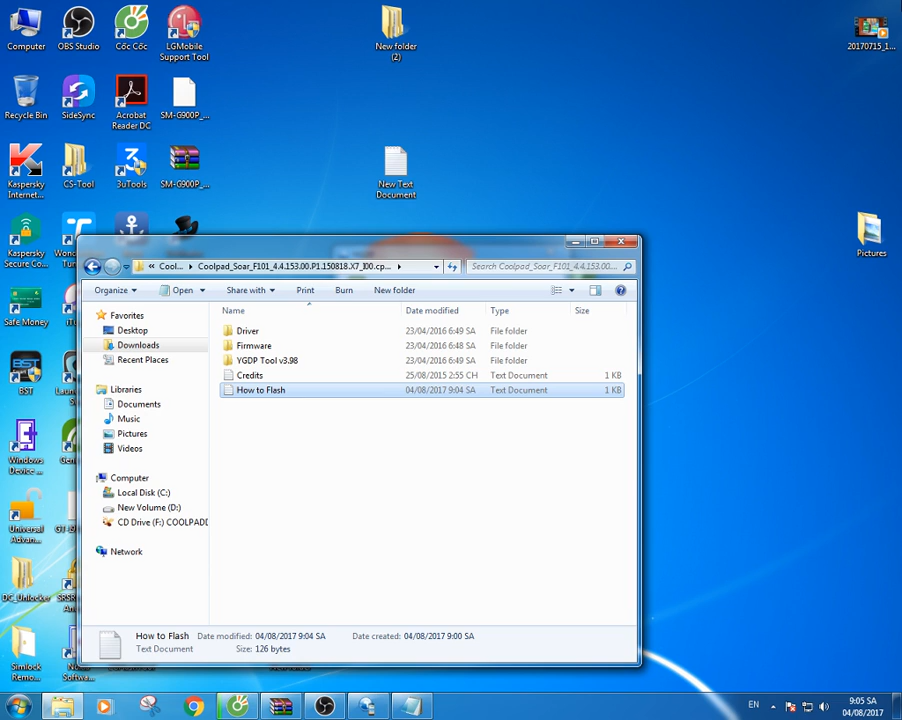 Computer
OBS Studio
Cốc Cốc
LGMobile
Support Tool
New folder
(2)
20170715_1...
Recycle Bin
SideSync
Acrobat
Reader DC
SM-G900P_...
Kaspersky
Internet...
CS-Tool
3uTools
SM-G900P_...
New Text
Document
Kaspersky
Secure Co...
Pictures
Safe Money
BST
Windows
Device ...
Universal
Advan...
DC_Unlocker
Simlock
Remo...
Softwa...
Cool...
Coolpad_Soar_F101_4.4.153.00.P1.150818.X7_J00.cp...
Search Coolpad_Soar_F101_4.4.153.00....
Organize
Open
Share with
Print
Burn
New folder
Favorites
Desktop
Downloads
Recent Places
Libraries
Documents
Music
Pictures
Videos
Computer
Local Disk (C:)
New Volume (D:)
CD Drive (F:) COOLPAD
Network
Name Date modified Type Size
Driver 23/04/2016 6:49 SA File folder
Firmware 23/04/2016 6:48 SA File folder
YGDP Tool v3.98 23/04/2016 6:49 SA File folder
Credits 25/08/2015 2:55 CH Text Document 1 KB
How to Flash 04/08/2017 9:04 SA Text Document 1 KB
How to Flash Date modified: 04/08/2017 9:04 SA Date created: 04/08/2017 9:00 SA
Text Document Size: 126 bytes
EN
9:05 SA
04/08/2017